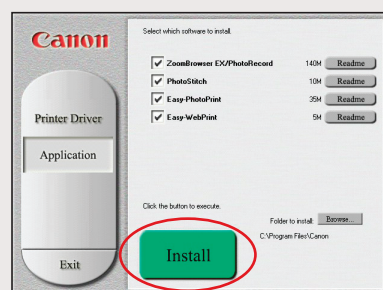 Canon
Select which software to install.
ZoomBrowser EX/PhotoRecord 140M Readme
PhotoStitch 10M Readme
Easy-PhotoPrint 35M Readme
Easy-WebPrint 5M Readme
Printer Driver
Application
Exit
Click the button to execute.
Install
Folder to install: Browse...
C:\Program Files\Canon